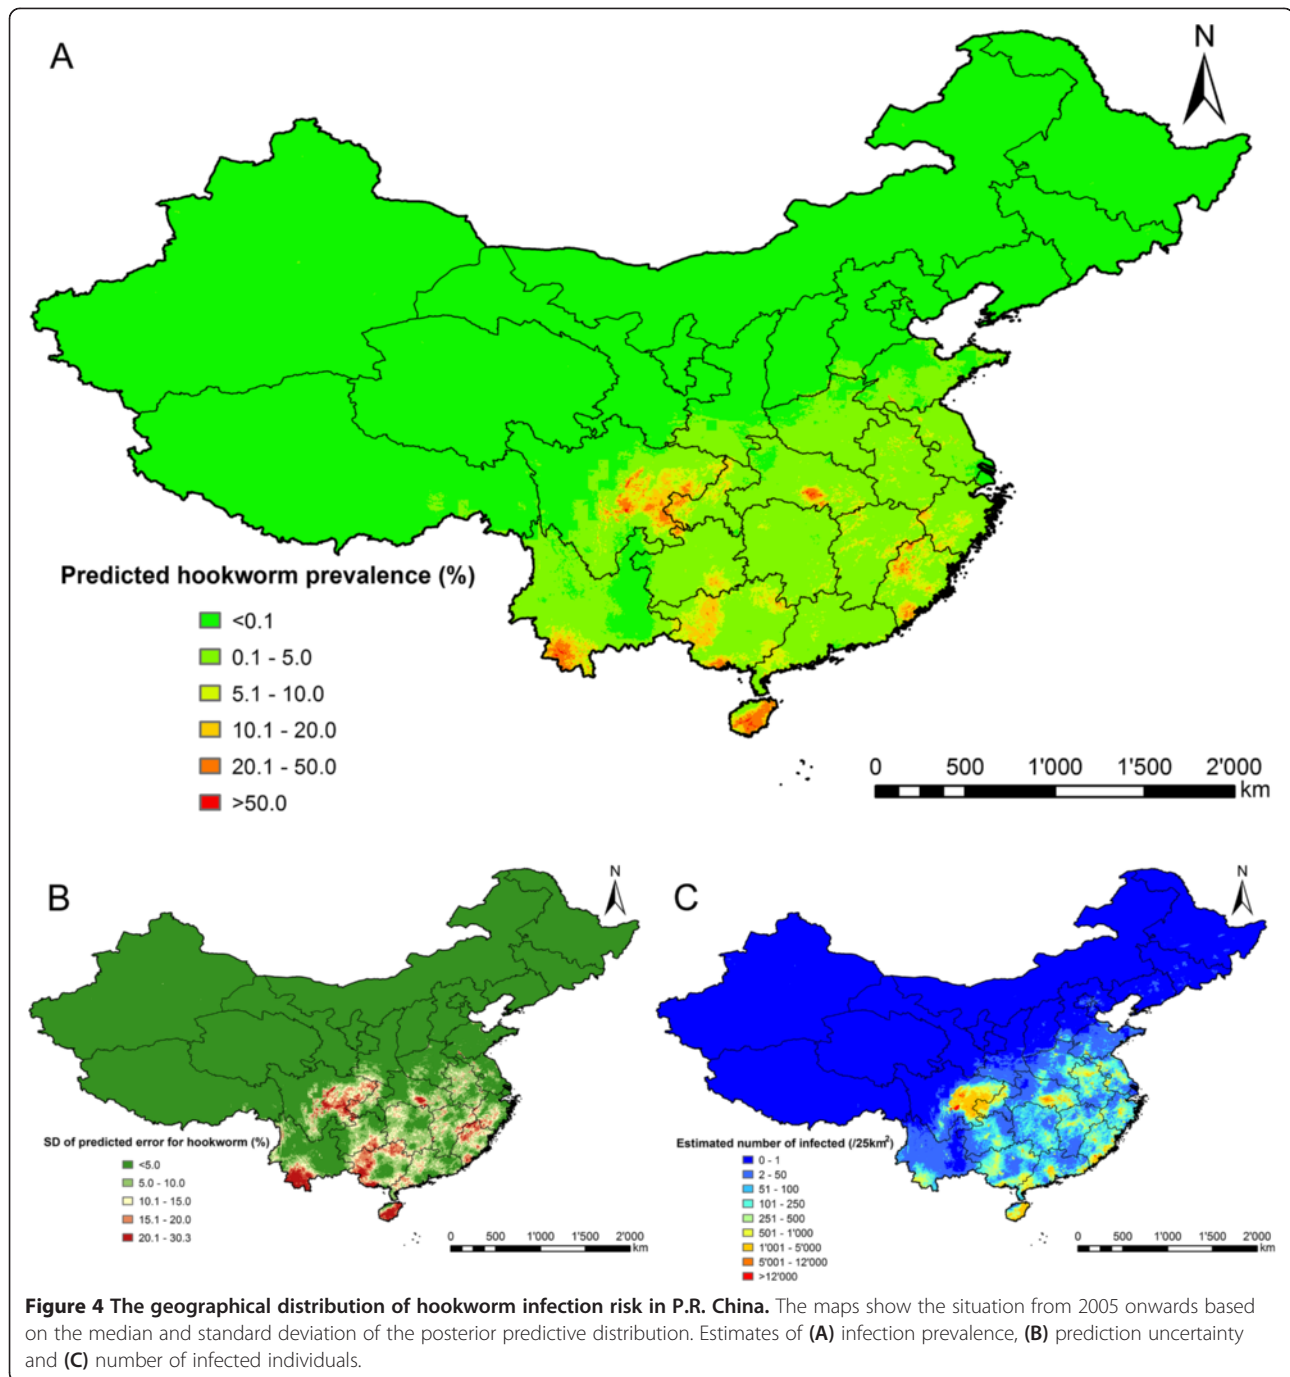 A
N
Predicted hookworm prevalence (%)
<0.1
0.1 - 5.0
5.1 - 10.0
10.1 - 20.0
20.1 - 50.0
>50.0
0 500 1'000 1'500 2'000
km
B
N
SD of predicted error for hookworm (%)
<5.0
5.0 - 10.0
10.1 - 15.0
15.1 - 20.0
20.1 - 30.3
0 500 1'000 1'500 2'000
km
C
N
Estimated number of infected (/25km²)
0 - 1
2 - 50
51 - 100
101 - 250
251 - 500
501 - 1'000
1'001 - 5'000
5'001 - 12'000
>12'000
0 500 1'000 1'500 2'000
km
Figure 4 The geographical distribution of hookworm infection risk in P.R. China. The maps show the situation from 2005 onwards based
on the median and standard deviation of the posterior predictive distribution. Estimates of (A) infection prevalence, (B) prediction uncertainty
and (C) number of infected individuals.